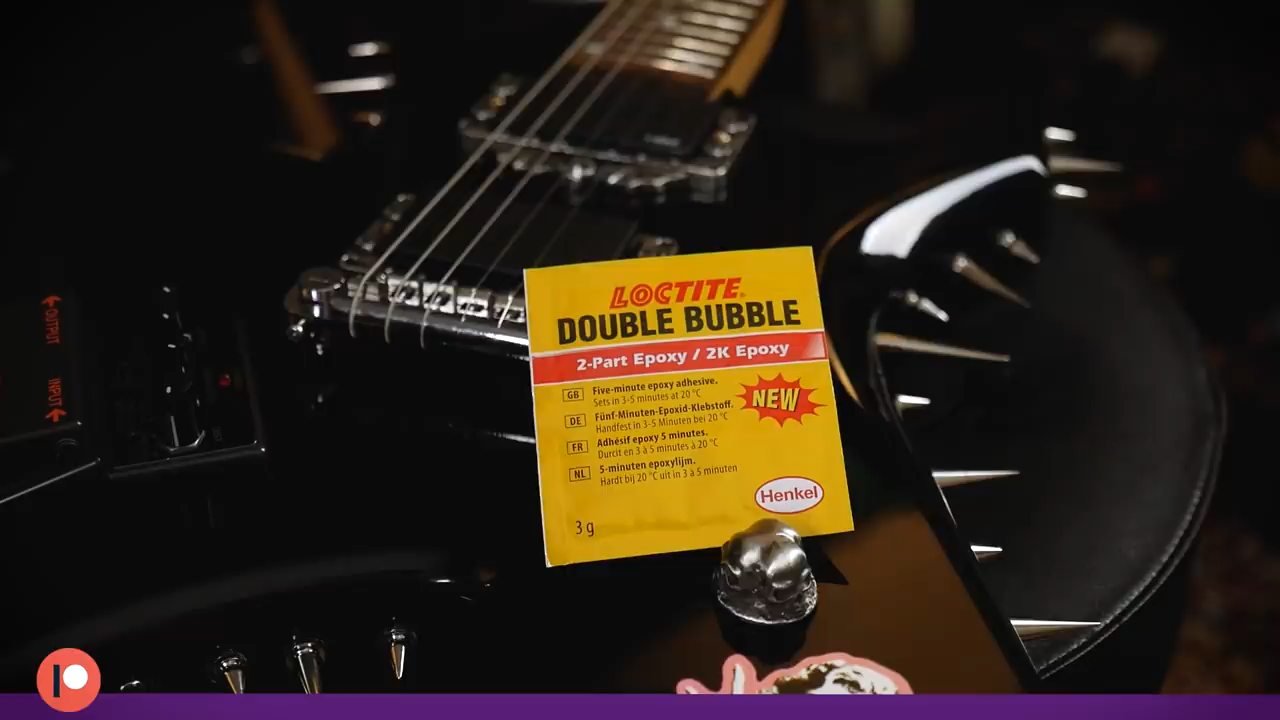 OUTPUT
INPUT
LOCTITE®
DOUBLE BUBBLE
2-Part Epoxy / 2K Epoxy
GB Five-minute epoxy adhesive.
Sets in 3-5 minutes at 20 °C
NEW
DE Fünf-Minuten-Epoxid-Klebstoff.
Handfest in 3-5 Minuten bei 20 °C
FR Adhésif epoxy 5 minutes.
Durcit en 3 à 5 minutes à 20 °C
NL 5-minuten epoxylijm.
Hardt bij 20 °C uit in 3 à 5 minuten
Henkel
3 g